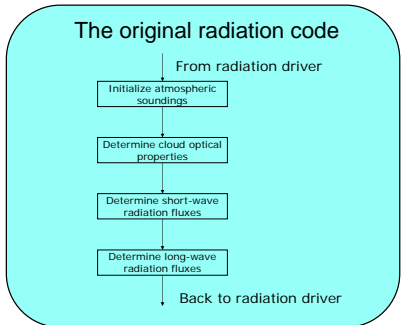 The original radiation code
From radiation driver
Initialize atmospheric
soundings
Determine cloud optical
properties
Determine short-wave
radiation fluxes
Determine long-wave
radiation fluxes
Back to radiation driver